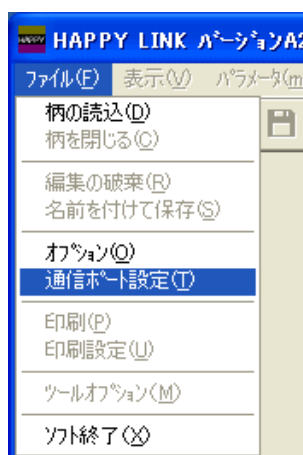 HAPPY HAPPY LINK バージョンA2
ファイル(F) 表示(V) パラメータ(m
柄の読込(D)
柄を閉じる(C)
編集の破棄(R)
名前を付けて保存(S)
オプション(O)
通信ポート設定(T)
印刷(P)
印刷設定(U)
ツールオプション(M)
ソフト終了(X)